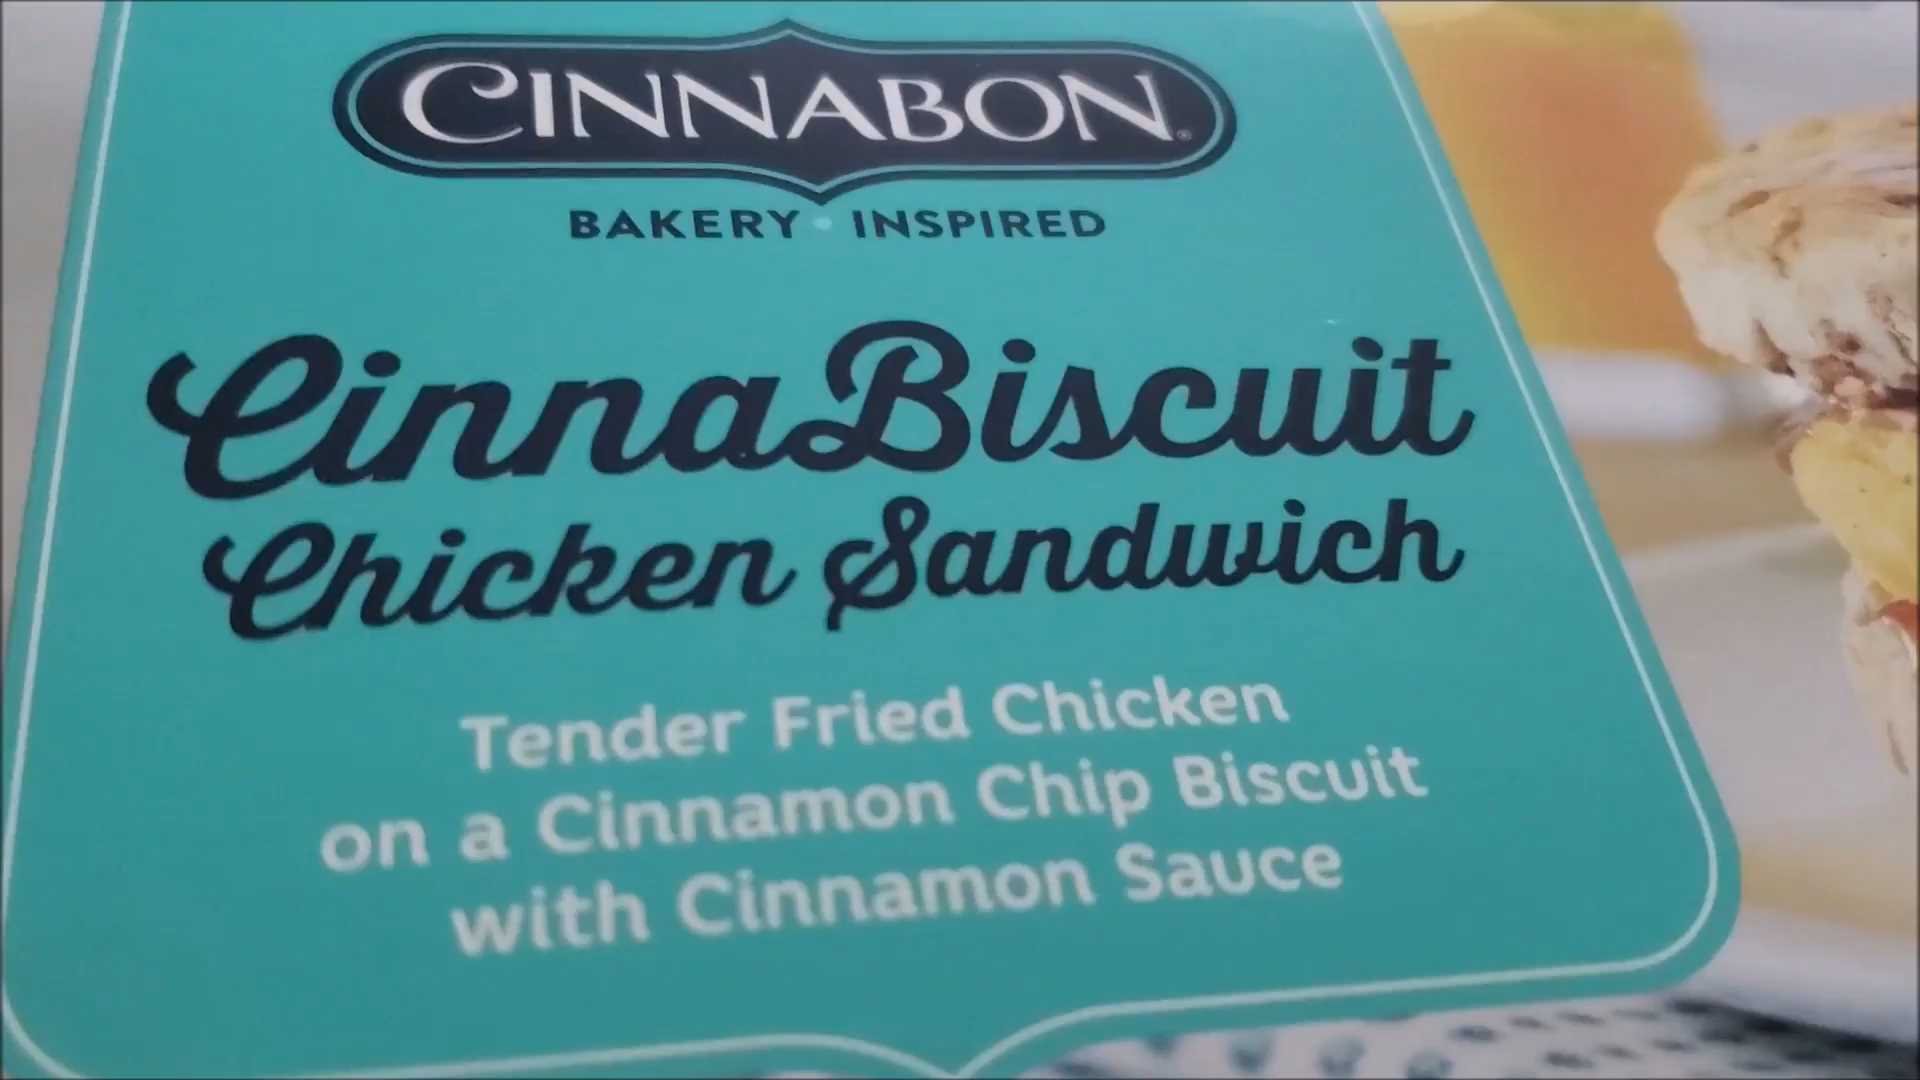 CINNABON®
BAKERY • INSPIRED
CinnaBiscuit
Chicken Sandwich
Tender Fried Chicken
on a Cinnamon Chip Biscuit
with Cinnamon Sauce